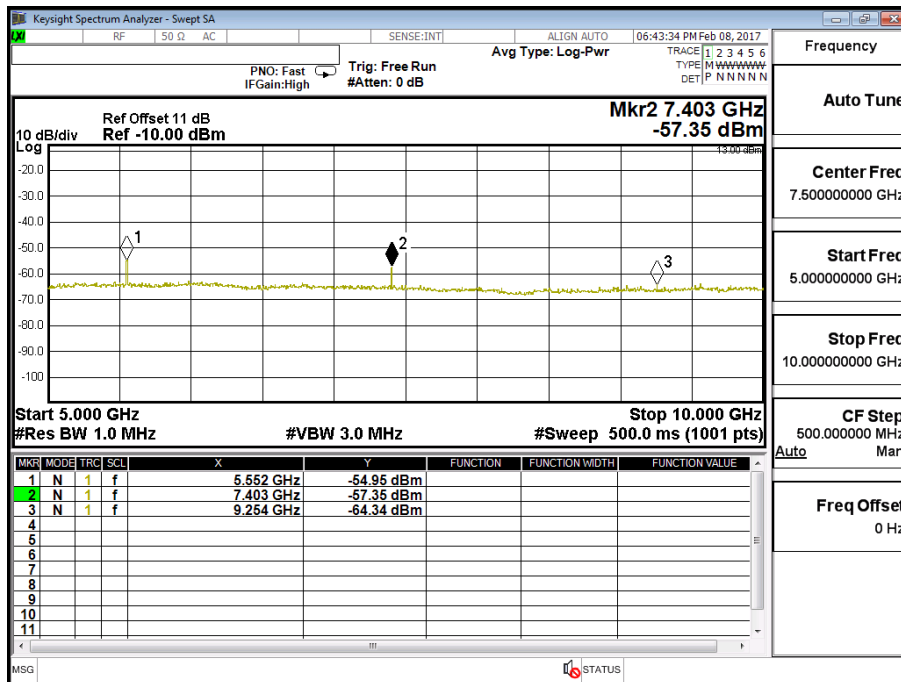 Keysight Spectrum Analyzer - Swept SA
LXI RF 50 Ω AC SENSE:INT ALIGN AUTO 06:43:34 PM Feb 08, 2017
Avg Type: Log-Pwr TRACE 1 2 3 4 5 6
PNO: Fast Trig: Free Run TYPE M W W W W W
IFGain:High #Atten: 0 dB DET P N N N N N
Mkr2 7.403 GHz
-57.35 dBm
Ref Offset 11 dB
10 dB/div Ref -10.00 dBm
Log
-13.00 dBm
-20.0
-30.0
-40.0
-50.0
-60.0
-70.0
-80.0
-90.0
-100
1
2
3
Start 5.000 GHz Stop 10.000 GHz
#Res BW 1.0 MHz #VBW 3.0 MHz #Sweep 500.0 ms (1001 pts)
MKR MODE TRC SCL X Y FUNCTION FUNCTION WIDTH FUNCTION VALUE
1 N 1 f 5.552 GHz -54.95 dBm
2 N 1 f 7.403 GHz -57.35 dBm
3 N 1 f 9.254 GHz -64.34 dBm
4
5
6
7
8
9
10
11
MSG STATUS
Frequency
Auto Tune
Center Freq
7.500000000 GHz
Start Freq
5.000000000 GHz
Stop Freq
10.000000000 GHz
CF Step
500.000000 MHz
Auto Man
Freq Offset
0 Hz